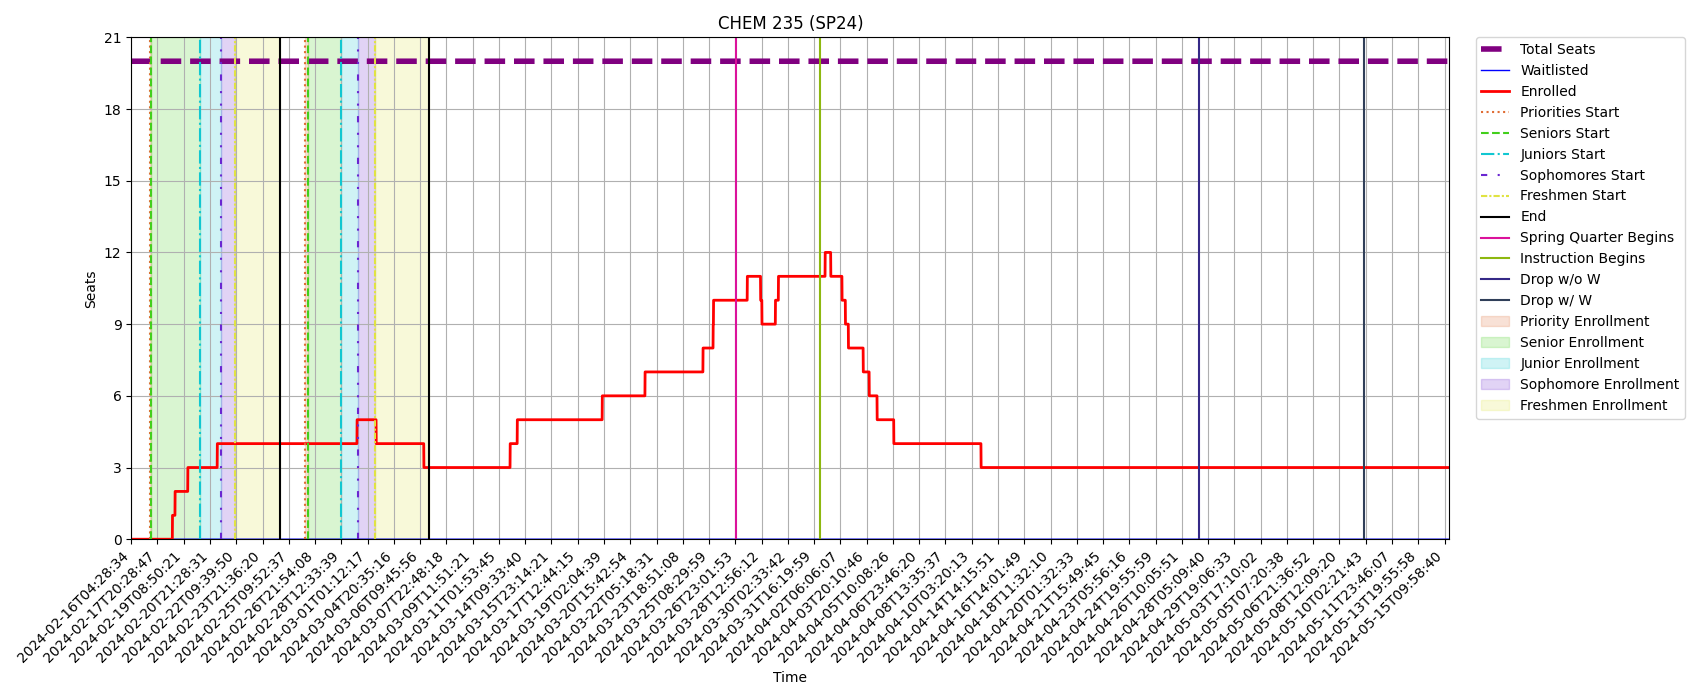 CHEM 235 (SP24)
21
18
15
12
9
6
3
0
Seats
2024-02-16T04:28:34
2024-02-17T20:28:47
2024-02-19T08:50:21
2024-02-20T21:28:31
2024-02-22T09:39:50
2024-02-23T21:36:20
2024-02-25T09:52:37
2024-02-26T21:54:08
2024-02-28T12:33:39
2024-03-01T01:12:17
2024-03-04T20:35:16
2024-03-06T09:45:56
2024-03-07T22:48:18
2024-03-11T11:51:21
2024-03-13T01:53:45
2024-03-14T09:33:40
2024-03-15T23:14:21
2024-03-17T12:44:15
2024-03-19T02:04:39
2024-03-20T15:42:54
2024-03-22T05:18:31
2024-03-23T18:51:08
2024-03-25T08:29:59
2024-03-26T23:01:53
2024-03-28T12:56:12
2024-03-30T02:33:42
2024-03-31T16:19:59
2024-04-02T06:06:07
2024-04-03T20:10:46
2024-04-05T10:08:26
2024-04-06T23:46:20
2024-04-08T13:35:37
2024-04-10T03:20:13
2024-04-14T14:15:51
2024-04-16T14:01:49
2024-04-18T11:32:10
2024-04-20T01:32:33
2024-04-21T15:49:45
2024-04-23T05:56:16
2024-04-24T19:55:59
2024-04-26T10:05:51
2024-04-28T05:09:40
2024-04-29T19:06:33
2024-05-03T17:10:02
2024-05-05T07:20:38
2024-05-06T21:36:52
2024-05-08T12:09:20
2024-05-10T02:21:43
2024-05-11T23:46:07
2024-05-13T19:55:58
2024-05-15T09:58:40
Time
Total Seats
Waitlisted
Enrolled
Priorities Start
Seniors Start
Juniors Start
Sophomores Start
Freshmen Start
End
Spring Quarter Begins
Instruction Begins
Drop w/o W
Drop w/ W
Priority Enrollment
Senior Enrollment
Junior Enrollment
Sophomore Enrollment
Freshmen Enrollment